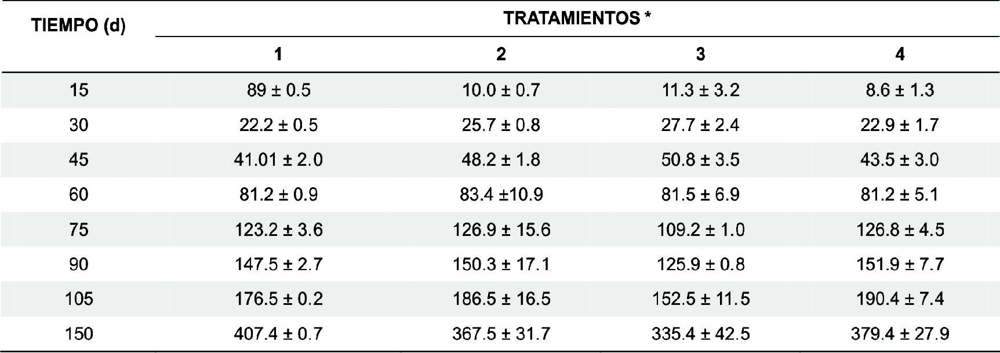 TIEMPO (d) TRATAMIENTOS *
1 2 3 4
15 89 ± 0.5 10.0 ± 0.7 11.3 ± 3.2 8.6 ± 1.3
30 22.2 ± 0.5 25.7 ± 0.8 27.7 ± 2.4 22.9 ± 1.7
45 41.01 ± 2.0 48.2 ± 1.8 50.8 ± 3.5 43.5 ± 3.0
60 81.2 ± 0.9 83.4 ±10.9 81.5 ± 6.9 81.2 ± 5.1
75 123.2 ± 3.6 126.9 ± 15.6 109.2 ± 1.0 126.8 ± 4.5
90 147.5 ± 2.7 150.3 ± 17.1 125.9 ± 0.8 151.9 ± 7.7
105 176.5 ± 0.2 186.5 ± 16.5 152.5 ± 11.5 190.4 ± 7.4
150 407.4 ± 0.7 367.5 ± 31.7 335.4 ± 42.5 379.4 ± 27.9